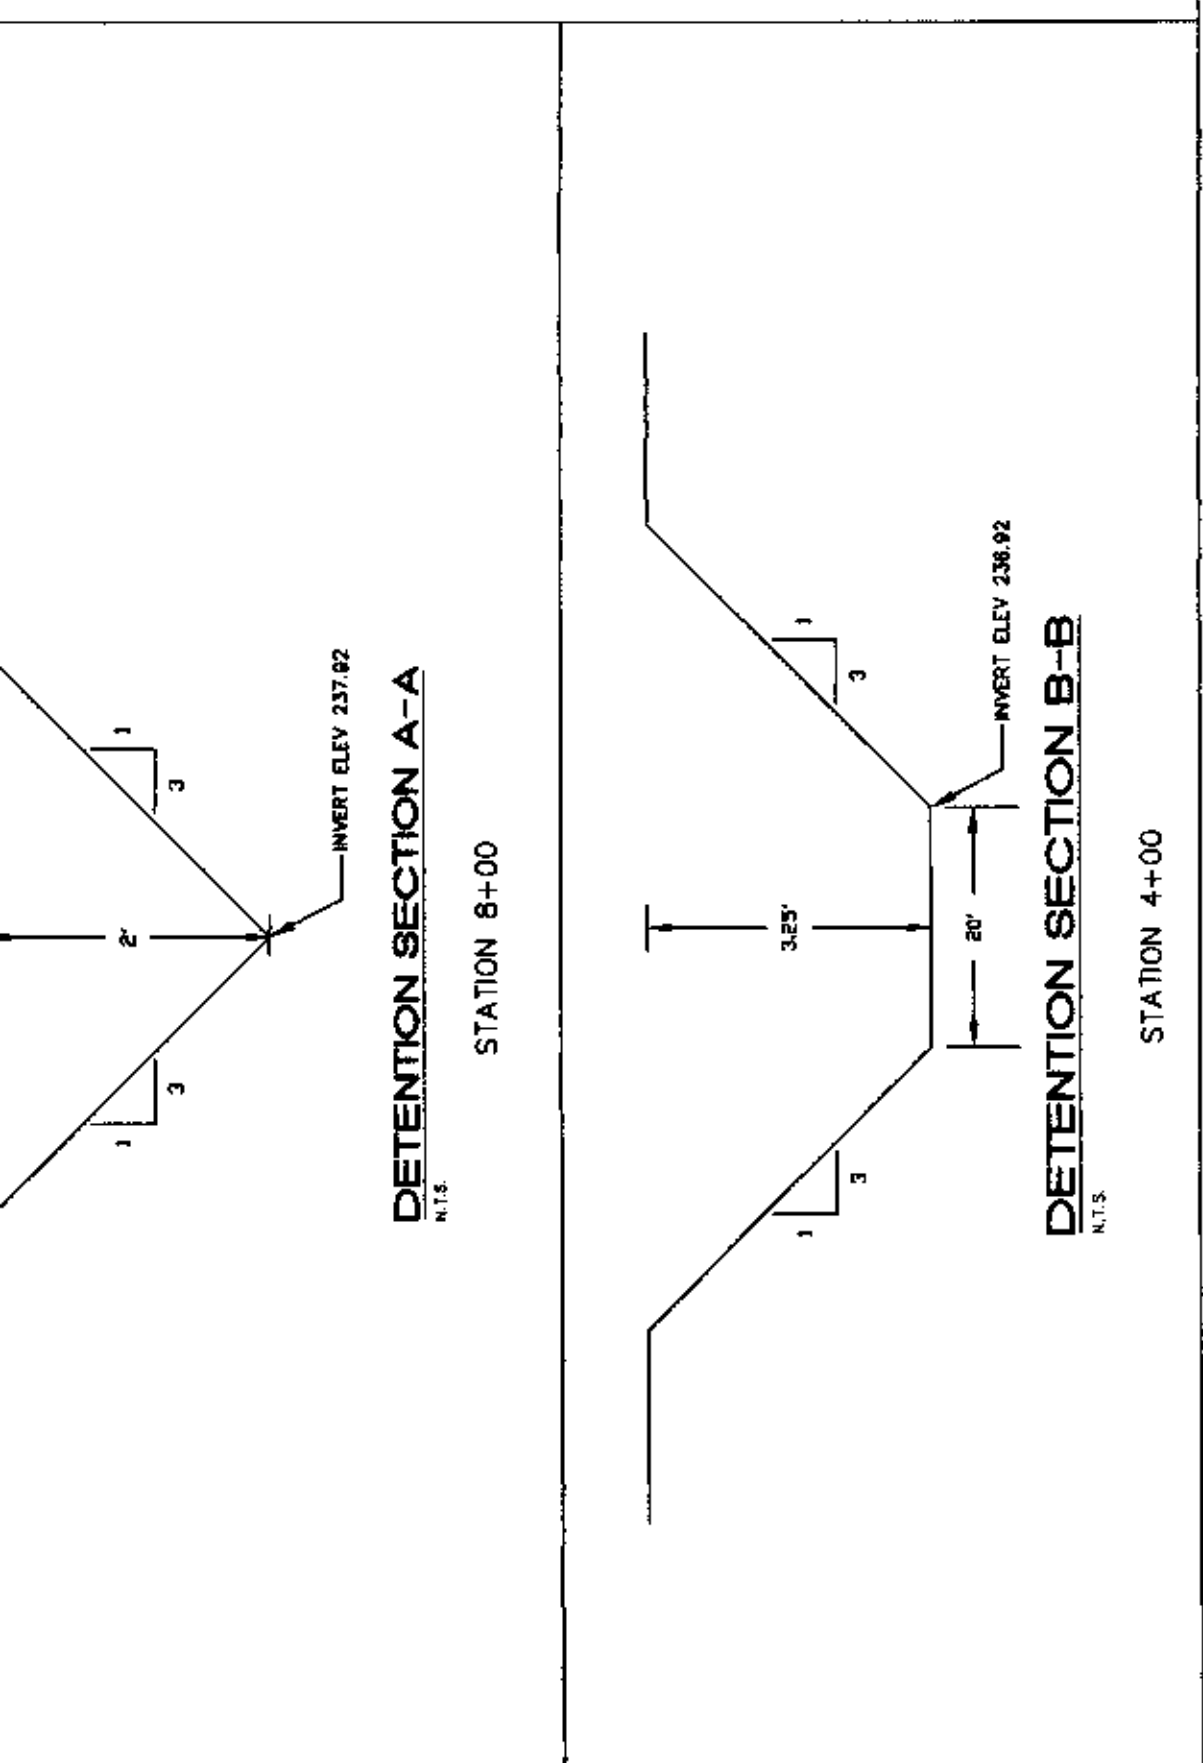 2'
1
3
1
3
INVERT ELEV 237.92
DETENTION SECTION A-A
N.T.S.
STATION 8+00
3.25'
1
3
1
3
20'
INVERT ELEV 236.92
DETENTION SECTION B-B
N.T.S.
STATION 4+00